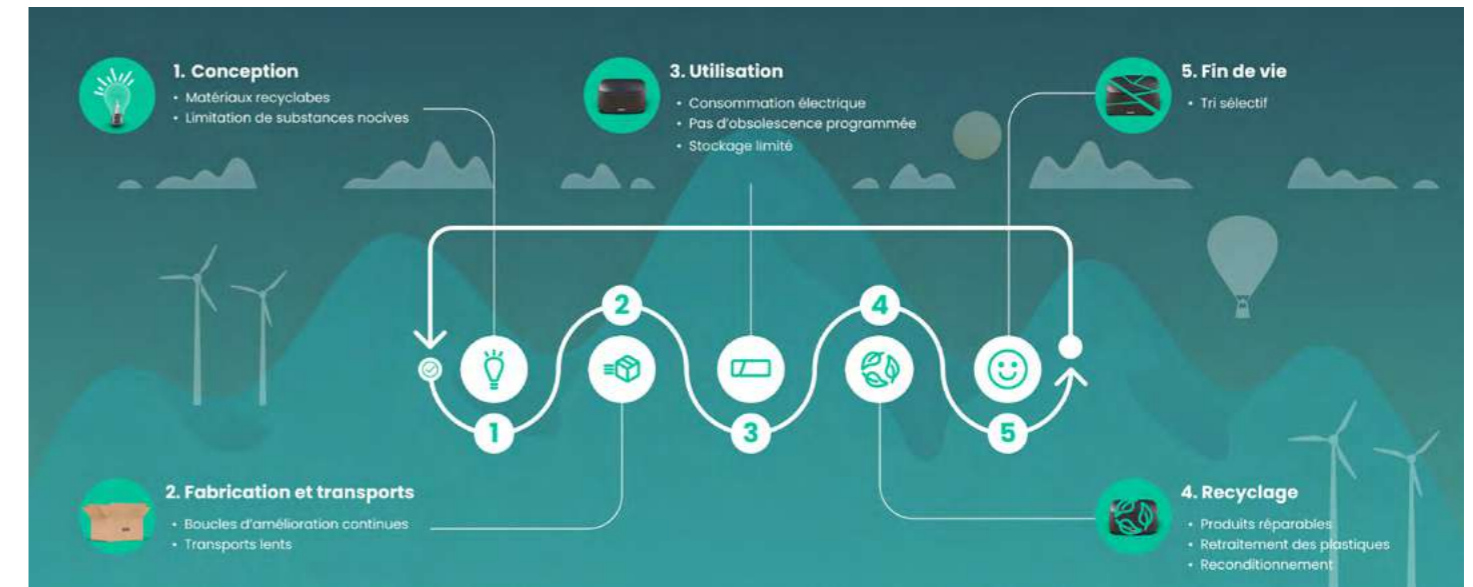 1. Conception
• Matériaux recyclabes
• Limitation de substances nocives
3. Utilisation
• Consommation électrique
• Pas d'obsolescence programmée
• Stockage limité
5. Fin de vie
• Tri sélectif
2
4
1
3
5
2. Fabrication et transports
• Boucles d'amélioration continues
• Transports lents
4. Recyclage
• Produits réparables
• Retraitement des plastiques
• Reconditionnement